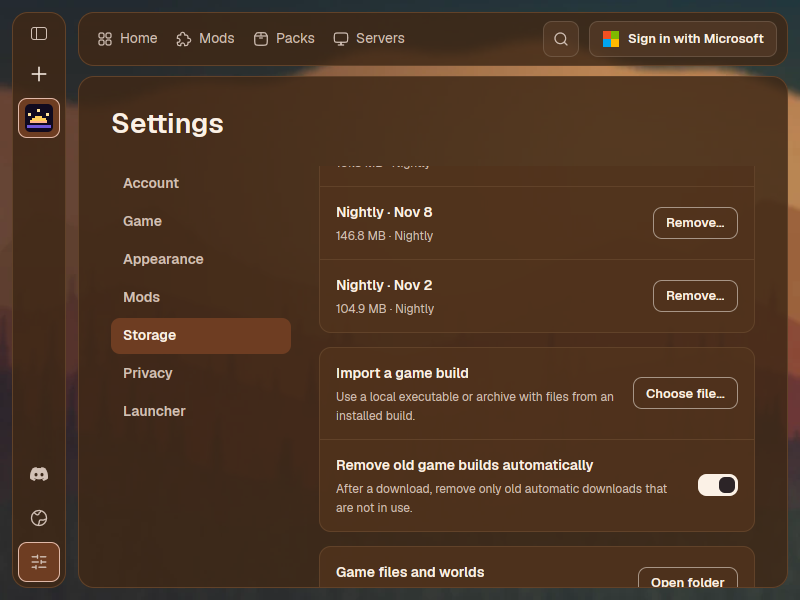 Home
Mods
Packs
Servers
Sign in with Microsoft
Settings
Account
Game
Appearance
Mods
Storage
Privacy
Launcher
Nightly · Nov 8
146.8 MB · Nightly
Remove...
Nightly · Nov 2
104.9 MB · Nightly
Remove...
Import a game build
Use a local executable or archive with files from an
installed build.
Choose file...
Remove old game builds automatically
After a download, remove only old automatic downloads that
are not in use.
Game files and worlds
Open folder